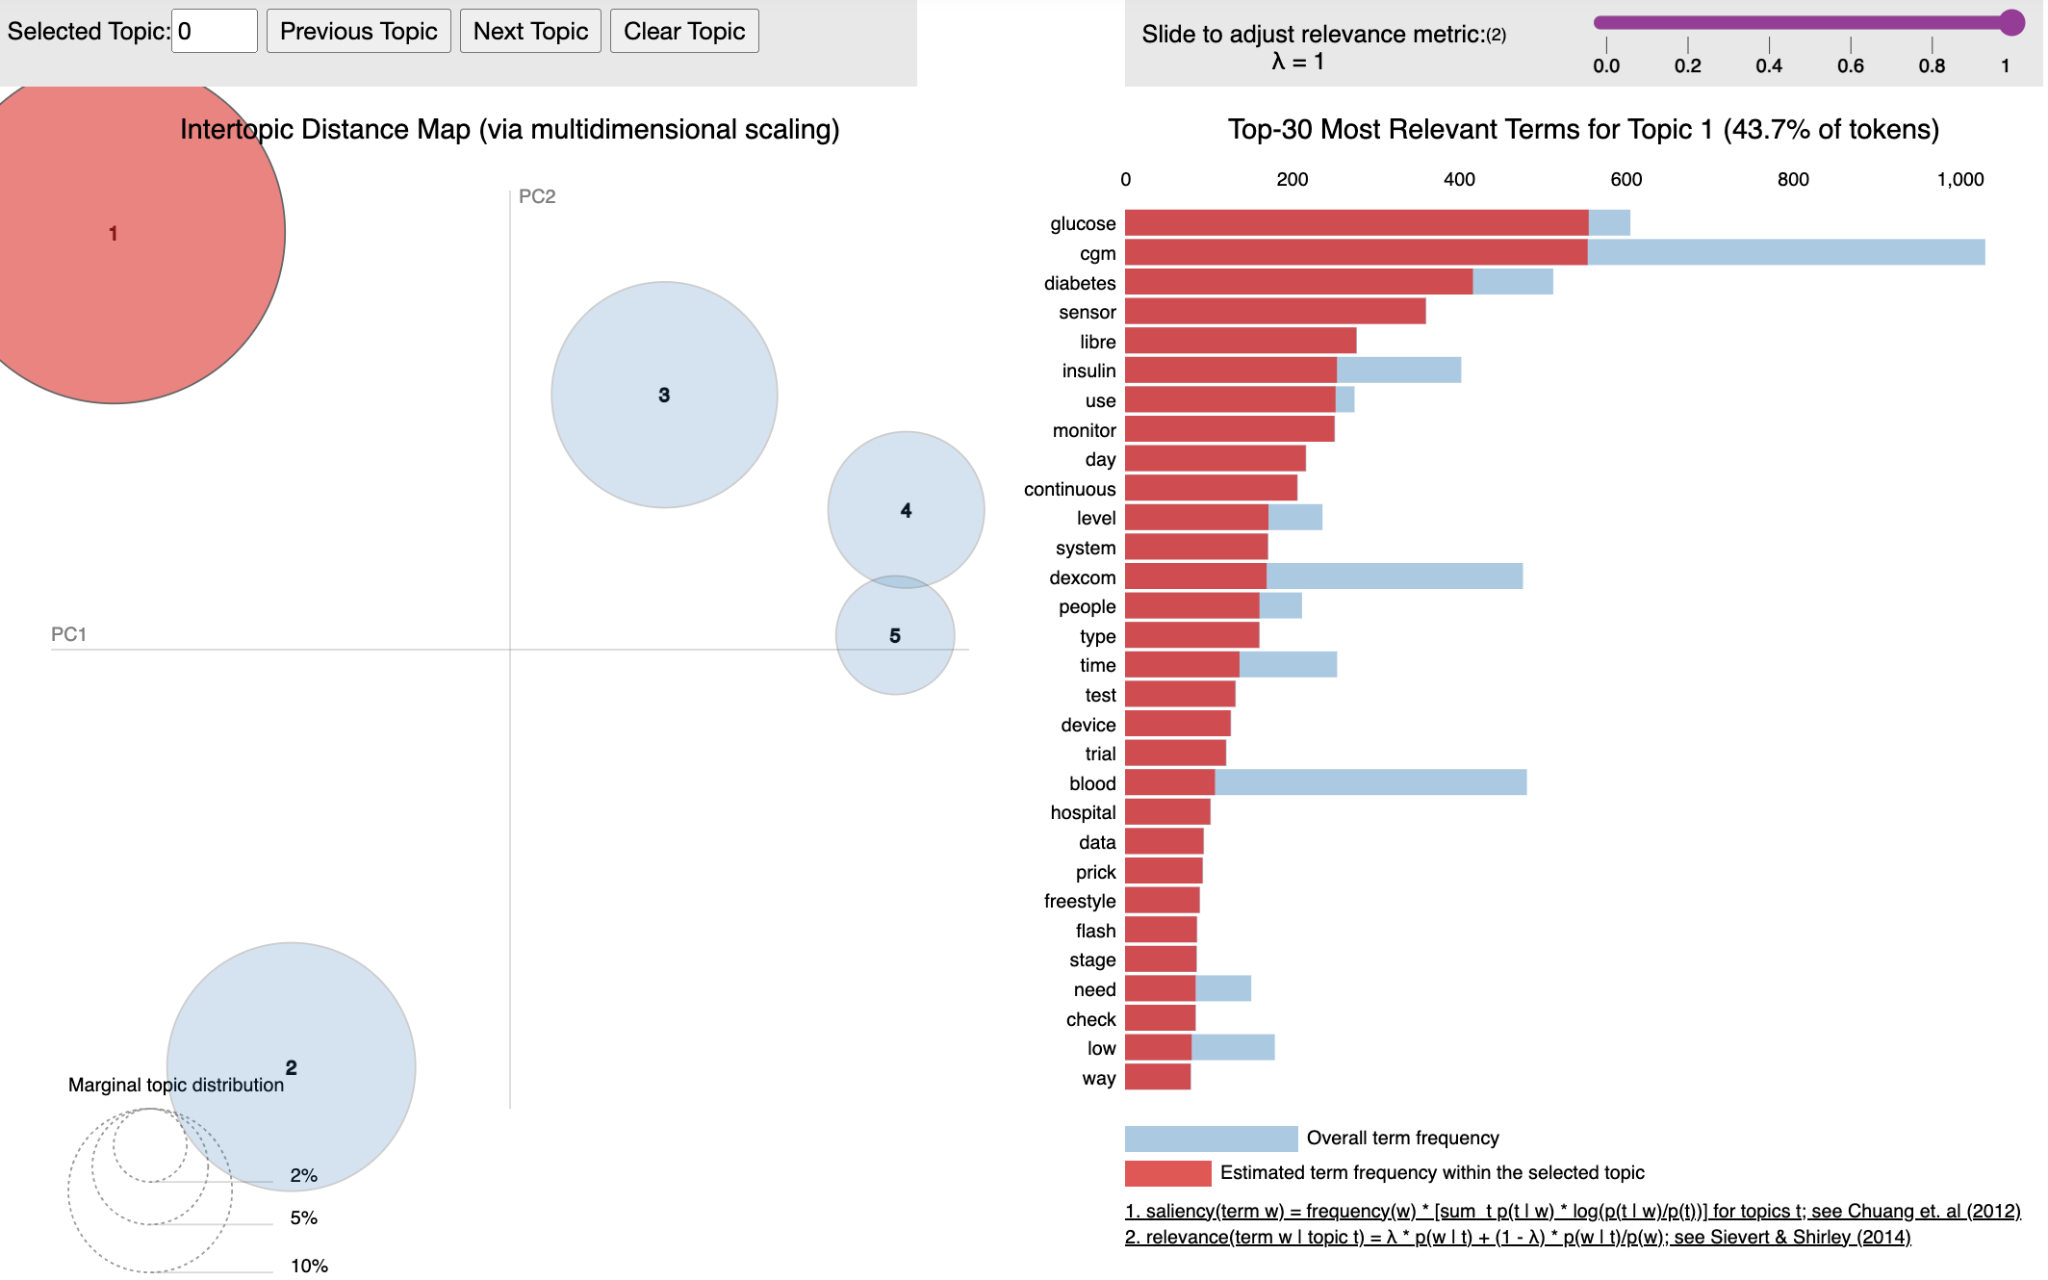 Selected Topic: 0 Previous Topic Next Topic Clear Topic
Slide to adjust relevance metric:(2)
λ = 1
0.0 0.2 0.4 0.6 0.8 1
Intertopic Distance Map (via multidimensional scaling)
PC2
PC1
1
3
4
5
2
Marginal topic distribution
2%
5%
10%
Top-30 Most Relevant Terms for Topic 1 (43.7% of tokens)
0 200 400 600 800 1,000
glucose
cgm
diabetes
sensor
libre
insulin
use
monitor
day
continuous
level
system
dexcom
people
type
time
test
device
trial
blood
hospital
data
prick
freestyle
flash
stage
need
check
low
way
Overall term frequency
Estimated term frequency within the selected topic
1. saliency(term w) = frequency(w) * [sum_t p(t | w) * log(p(t | w)/p(t))] for topics t; see Chuang et. al (2012)
2. relevance(term w | topic t) = λ * p(w | t) + (1 - λ) * p(w | t)/p(w); see Sievert & Shirley (2014)